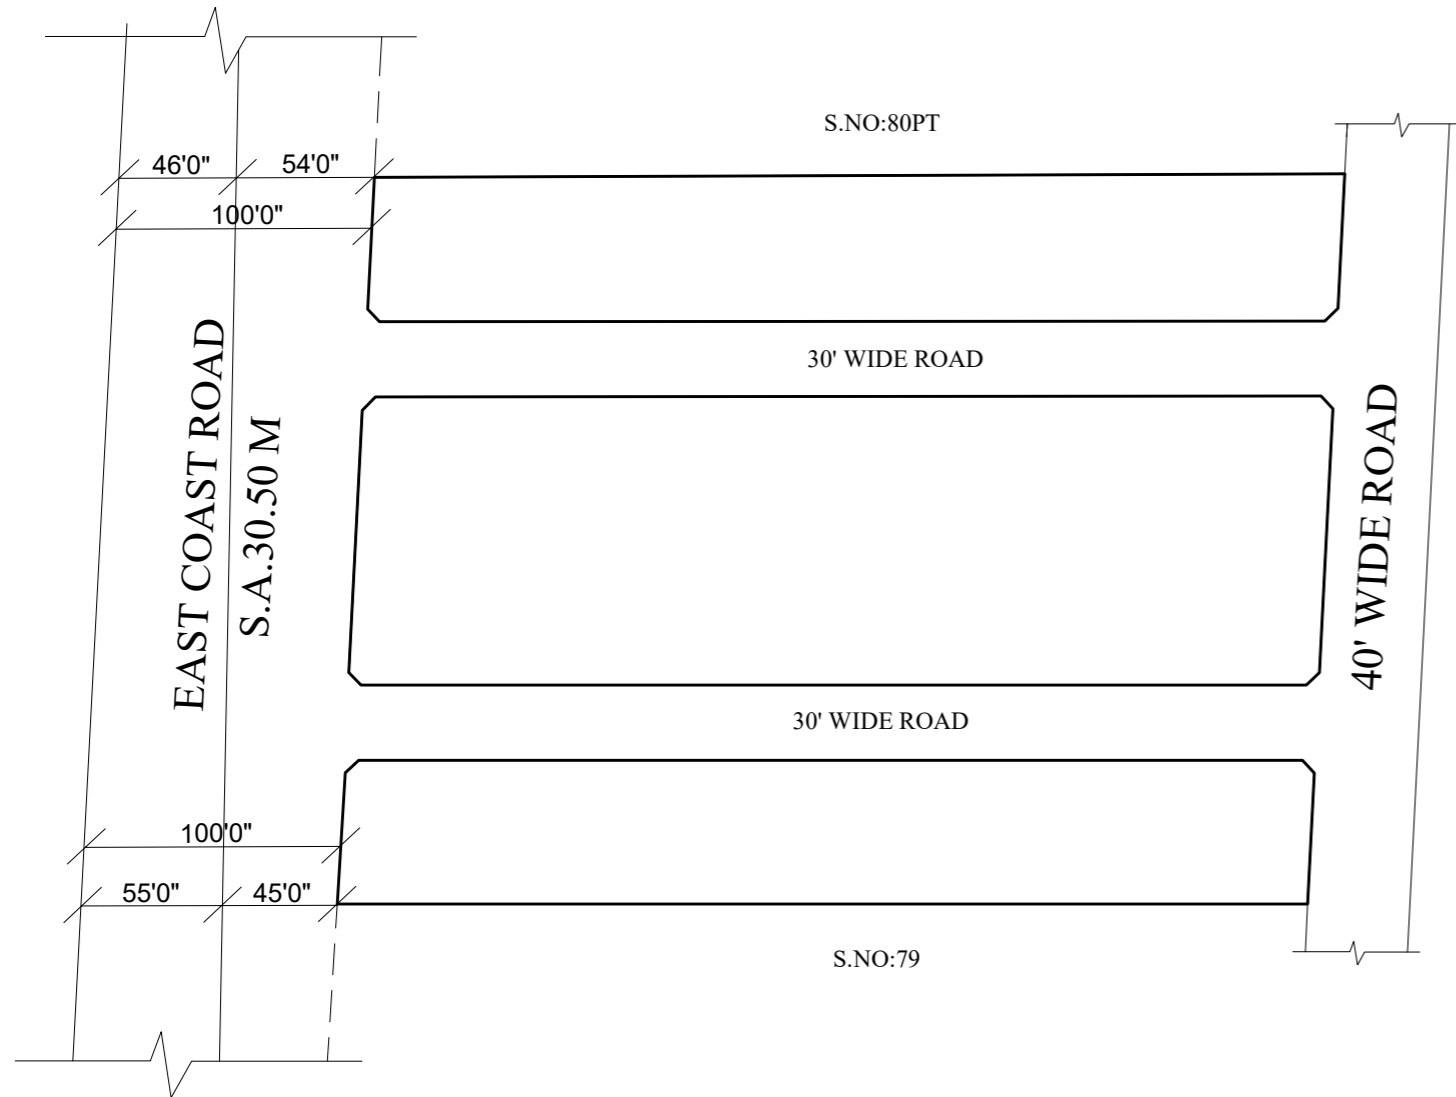 S.NO:80PT
46'0"
54'0"
100'0"
30' WIDE ROAD
EAST COAST ROAD
S.A.30.50 M
40' WIDE ROAD
30' WIDE ROAD
100'0"
55'0"
45'0"
S.NO:79